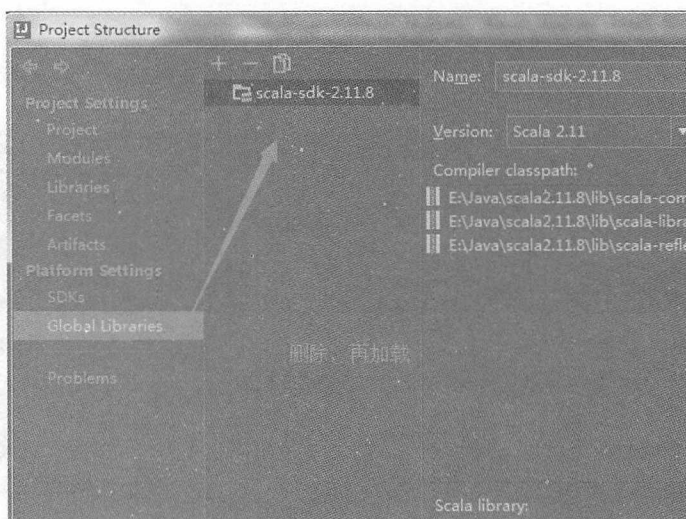 Project Structure
Project Settings
Project
Modules
Libraries
Facets
Artifacts
Platform Settings
SDKs
Global Libraries
Problems
scala-sdk-2.11.8
删除，再加载
Name: scala-sdk-2.11.8
Version: Scala 2.11
Compiler classpath:
E:\Java\scala2.11.8\lib\scala-com
E:\Java\scala2.11.8\lib\scala-libra
E:\Java\scala2.11.8\lib\scala-refle
Scala library: